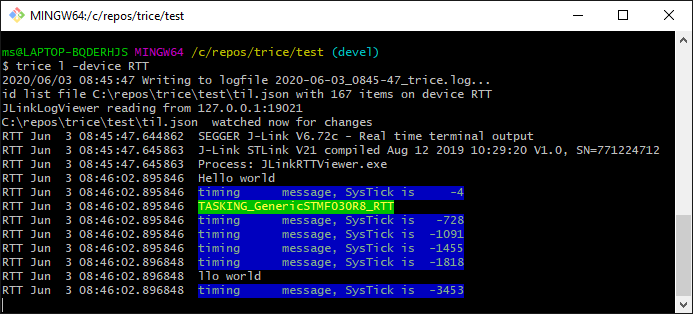 MINGW64:/c/repos/trice/test
ms@LAPTOP-BQDERHJS MINGW64 /c/repos/trice/test (devel)
$ trice l -device RTT
2020/06/03 08:45:47 Writing to logfile 2020-06-03_0845-47_trice.log...
id list file C:\repos\trice\test\til.json with 167 items on device RTT
JLinkLogViewer reading from 127.0.0.1:19021
C:\repos\trice\test\til.json  watched now for changes
RTT Jun  3 08:45:47.644862  SEGGER J-Link V6.72c - Real time terminal output
RTT Jun  3 08:45:47.645863  J-Link STLink V21 compiled Aug 12 2019 10:29:20 V1.0, SN=771224712
RTT Jun  3 08:45:47.645863  Process: JLinkRTTViewer.exe
RTT Jun  3 08:46:02.895846  Hello world
RTT Jun  3 08:46:02.895846  timing      message, SysTick is     -4
RTT Jun  3 08:46:02.895846  TASKING_GenericSTMF030R8_RTT
RTT Jun  3 08:46:02.895846  timing      message, SysTick is   -728
RTT Jun  3 08:46:02.895846  timing      message, SysTick is  -1091
RTT Jun  3 08:46:02.895846  timing      message, SysTick is  -1455
RTT Jun  3 08:46:02.896848  timing      message, SysTick is  -1818
RTT Jun  3 08:46:02.896848  llo world
RTT Jun  3 08:46:02.896848  timing      message, SysTick is  -3453